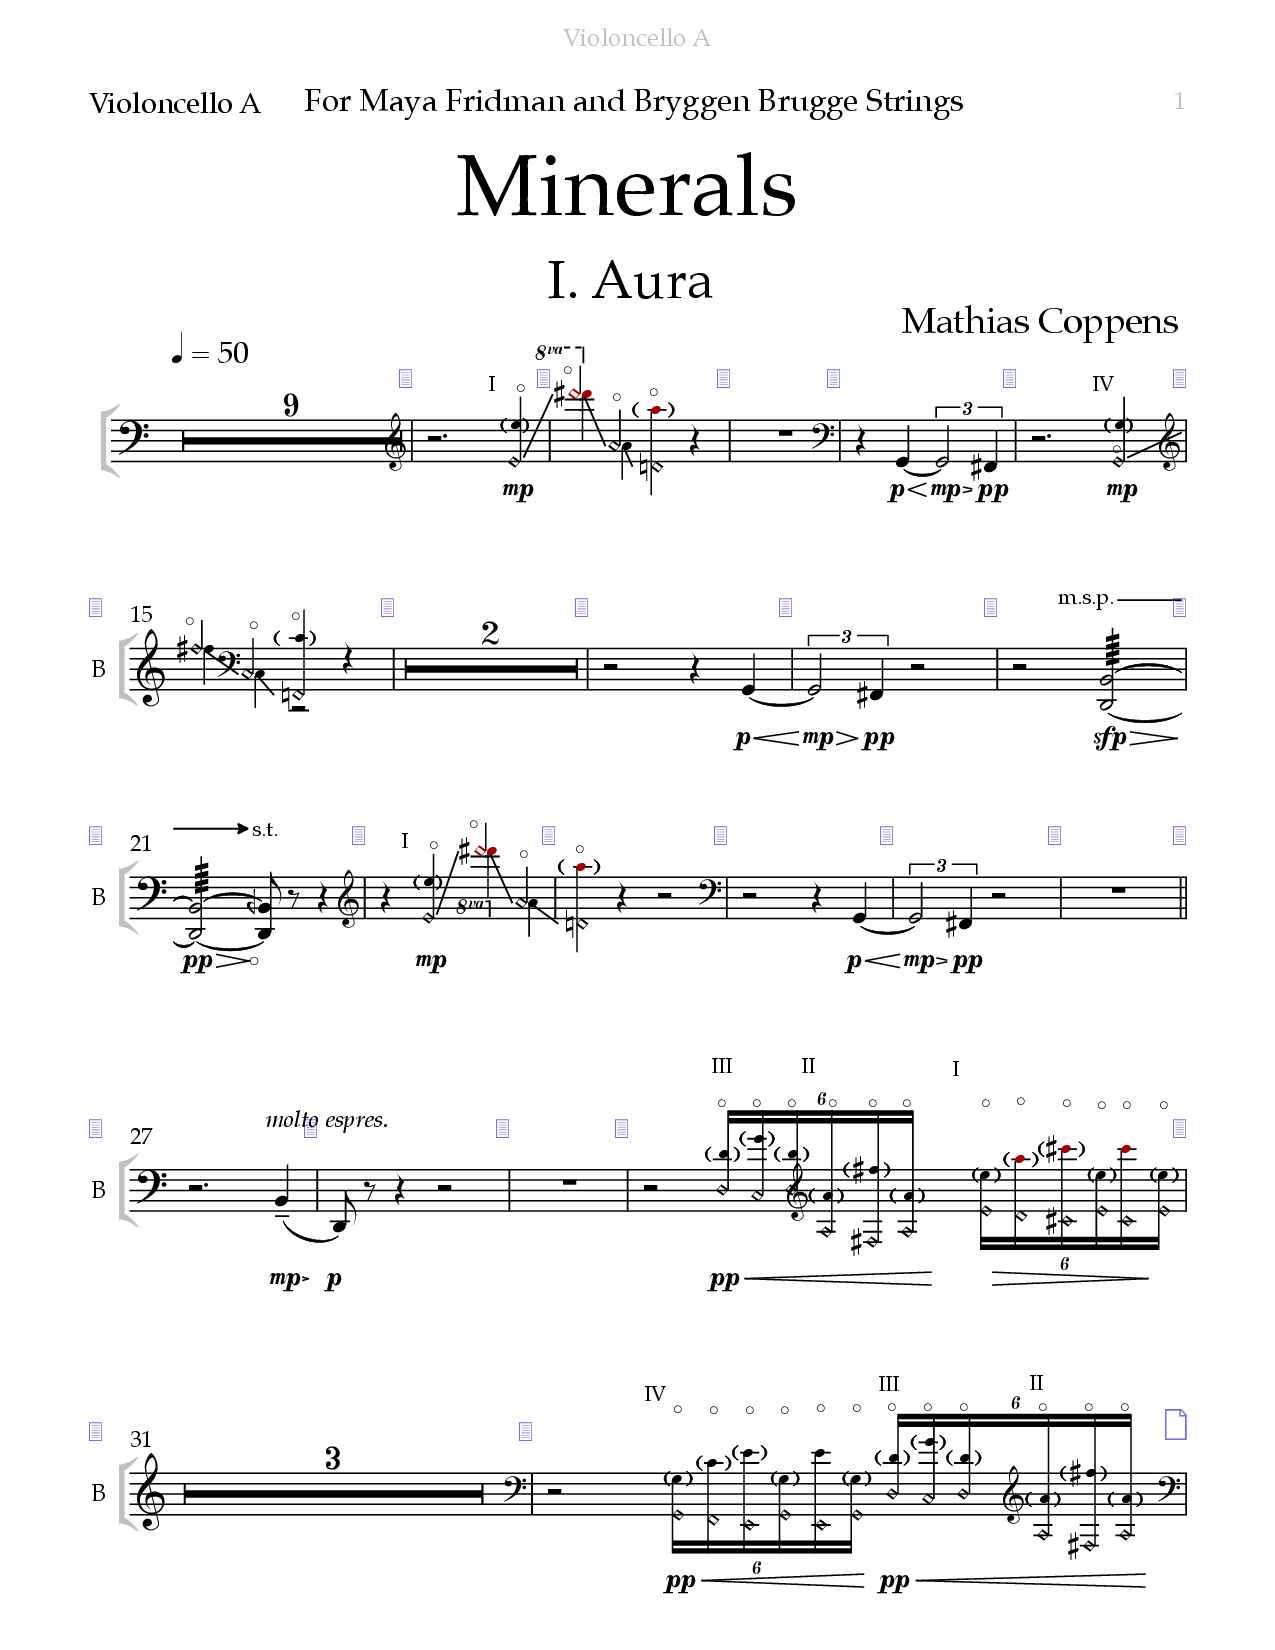 Violoncello A
Violoncello A For Maya Fridman and Bryggen Brugge Strings 1
Minerals
I. Aura
Mathias Coppens
♩ = 50
8va
I IV
9
3
mp p mp pp mp
m.s.p.
15
2 3
B
p mp pp sfp
21 s.t. I
8va
3
B
pp mp p mp pp
III II I
molto espres.
27
6
B
6
mp p pp
IV III II
31
3 6
B
6
pp pp